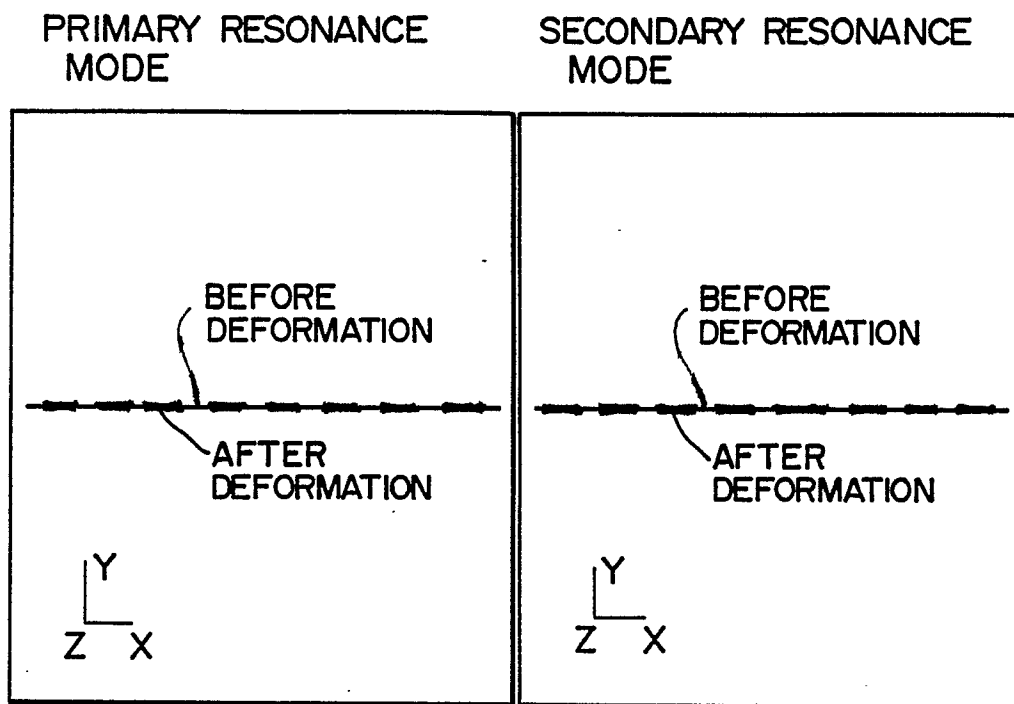 PRIMARY RESONANCE
MODE
BEFORE
DEFORMATION
AFTER
DEFORMATION
Y
Z X
SECONDARY RESONANCE
MODE
BEFORE
DEFORMATION
AFTER
DEFORMATION
Y
Z X